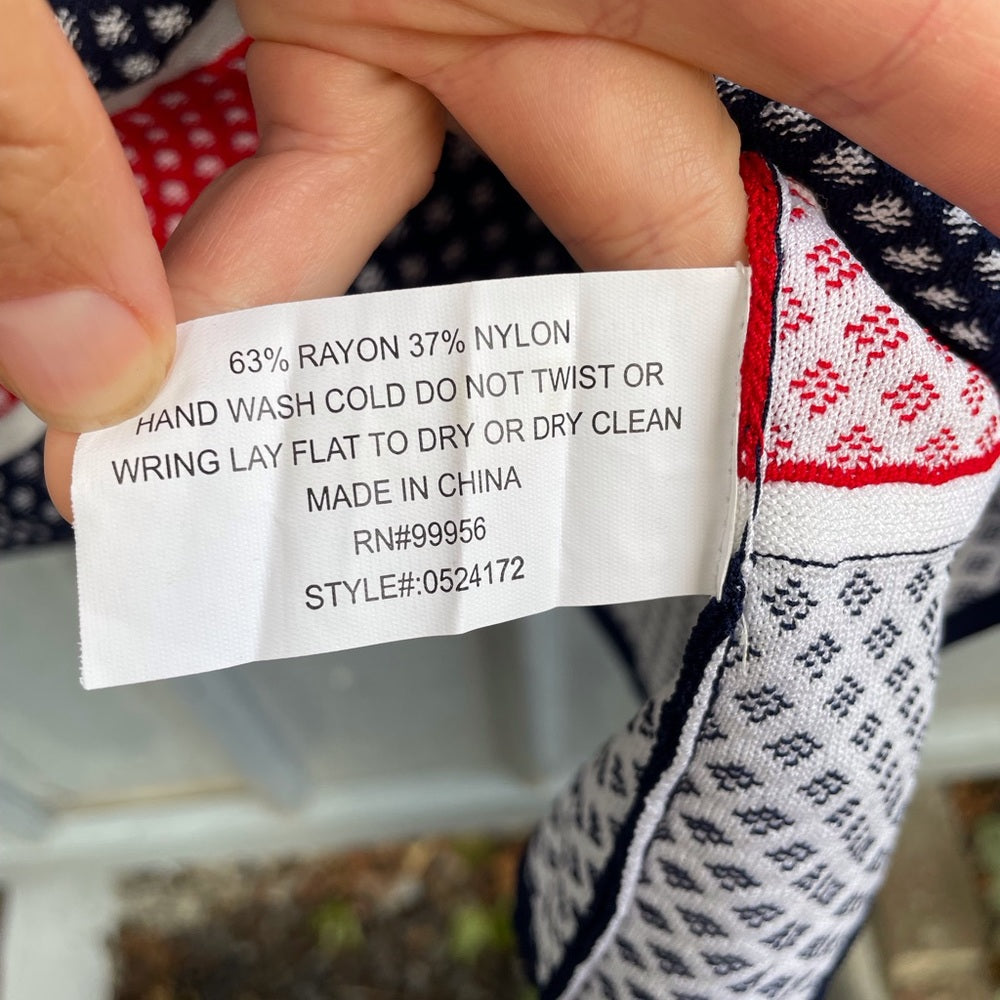 63% RAYON 37% NYLON
HAND WASH COLD DO NOT TWIST OR
WRING LAY FLAT TO DRY OR DRY CLEAN
MADE IN CHINA
RN#99956
STYLE#:0524172